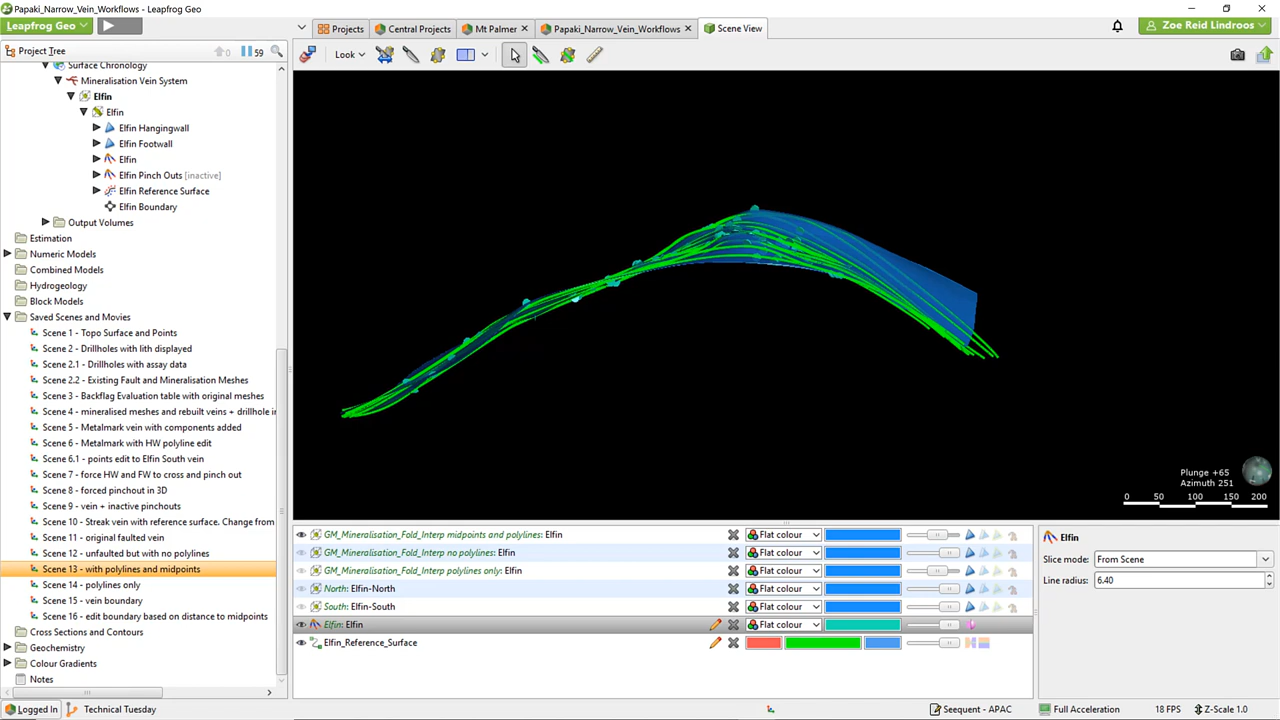 Papaki_Narrow_Vein_Workflows - Leapfrog Geo
Leapfrog Geo
Projects
Central Projects
Mt Palmer
Papaki_Narrow_Vein_Workflows
Scene View
Zoe Reid Lindroos
Project Tree
0
59
Look
Surface Chronology
Mineralisation Vein System
Elfin
Elfin
Elfin Hangingwall
Elfin Footwall
Elfin
Elfin Pinch Outs [inactive]
Elfin Reference Surface
Elfin Boundary
Output Volumes
Estimation
Numeric Models
Combined Models
Hydrogeology
Block Models
Saved Scenes and Movies
Scene 1 - Topo Surface and Points
Scene 2 - Drillholes with lith displayed
Scene 2.1 - Drillholes with assay data
Scene 2.2 - Existing Fault and Mineralisation Meshes
Scene 3 - Backflag Evaluation table with original meshes
Scene 4 - mineralised meshes and rebuilt veins + drillhole in
Scene 5 - Metalmark vein with components added
Scene 6 - Metalmark with HW polyline edit
Scene 6.1 - points edit to Elfin South vein
Scene 7 - force HW and FW to cross and pinch out
Scene 8 - forced pinchout in 3D
Scene 9 - vein + inactive pinchouts
Scene 10 - Streak vein with reference surface. Change from
Scene 11 - original faulted vein
Scene 12 - unfaulted but with no polylines
Scene 13 - with polylines and midpoints
Scene 14 - polylines only
Scene 15 - vein boundary
Scene 16 - edit boundary based on distance to midpoints
Cross Sections and Contours
Geochemistry
Colour Gradients
Notes
Plunge +65
Azimuth 251
0 50 100 150 200
GM_Mineralisation_Fold_Interp midpoints and polylines: Elfin
Flat colour
GM_Mineralisation_Fold_Interp no polylines: Elfin
Flat colour
GM_Mineralisation_Fold_Interp polylines only: Elfin
Flat colour
North: Elfin-North
Flat colour
South: Elfin-South
Flat colour
Elfin: Elfin
Flat colour
Elfin_Reference_Surface
Elfin
Slice mode: From Scene
Line radius: 6.40
Logged In
Technical Tuesday
Seequent - APAC
Full Acceleration
18 FPS
Z-Scale 1.0